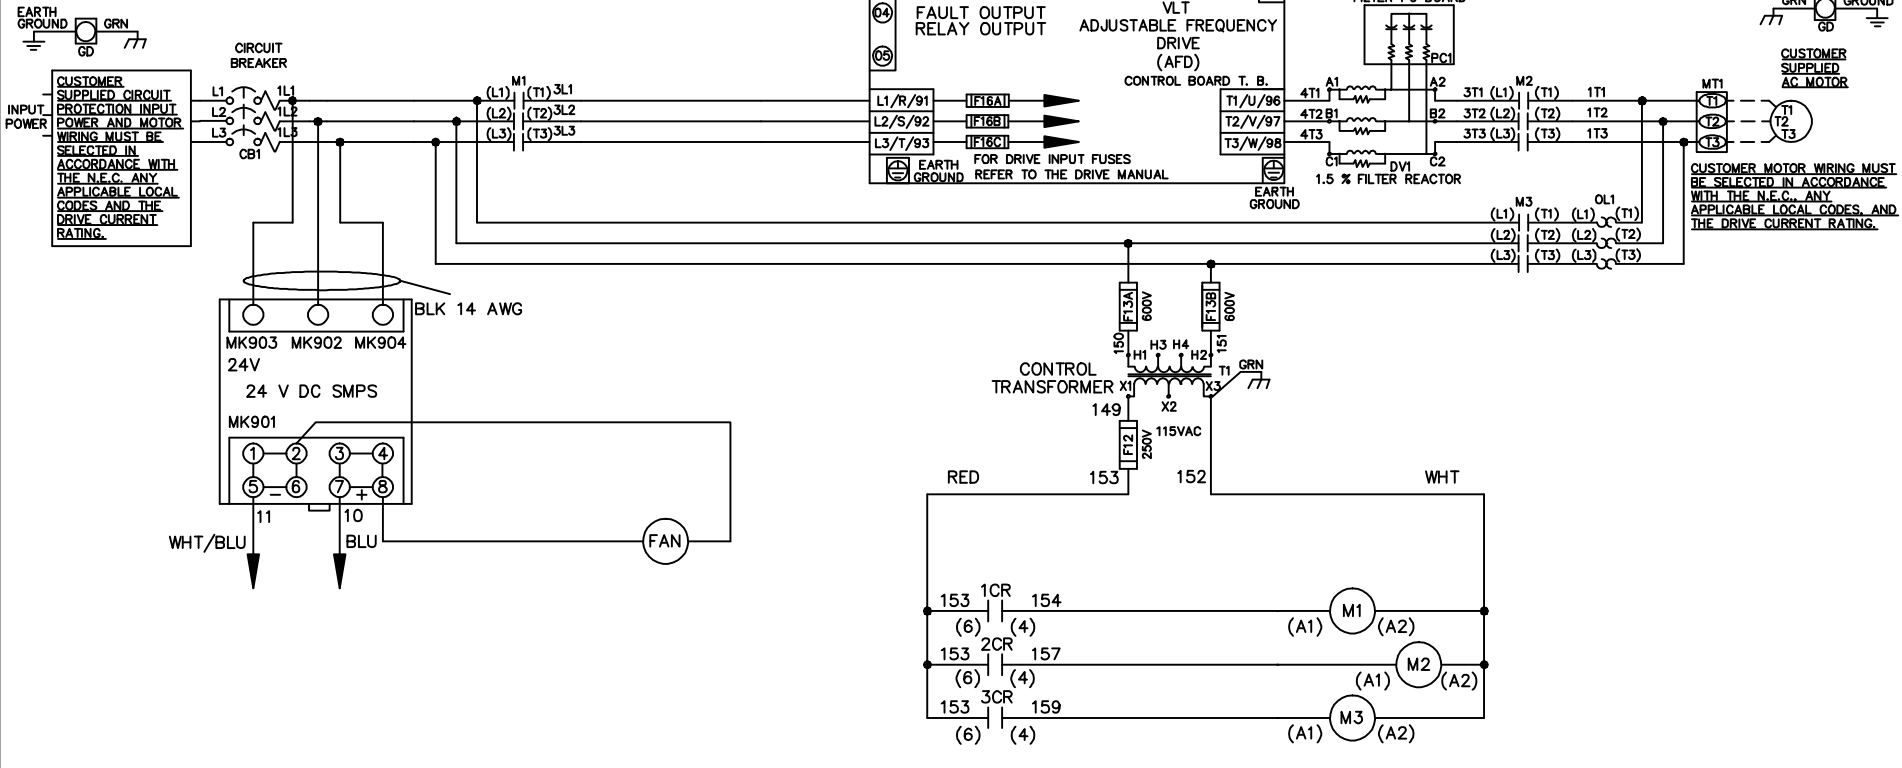 EARTH
GROUND
GRN
GD
CIRCUIT
BREAKER
INPUT
POWER
CUSTOMER
SUPPLIED CIRCUIT
PROTECTION INPUT
POWER AND MOTOR
WIRING MUST BE
SELECTED IN
ACCORDANCE WITH
THE N.E.C. ANY
APPLICABLE LOCAL
CODES AND THE
DRIVE CURRENT
RATING.
L1 1L1
L2 1L2
L3 1L3
CB1
M1
(L1) (T1) 3L1
(L2) (T2) 3L2
(L3) (T3) 3L3
04
05
FAULT OUTPUT
RELAY OUTPUT
VLT
ADJUSTABLE FREQUENCY
DRIVE
(AFD)
CONTROL BOARD T. B.
L1/R/91 F16A T1/U/96
L2/S/92 F16B T2/V/97
L3/T/93 F16C T3/W/98
EARTH
GROUND
FOR DRIVE INPUT FUSES
REFER TO THE DRIVE MANUAL
EARTH
GROUND
PC1
4T1 A1 A2
4T2 B1 B2
4T3 C1 C2
DV1
1.5 % FILTER REACTOR
M2
3T1 (L1) (T1) 1T1
3T2 (L2) (T2) 1T2
3T3 (L3) (T3) 1T3
MT1
T1
T2
T3
T1
T2
T3
GRN
GROUND
GD
CUSTOMER
SUPPLIED
AC MOTOR
CUSTOMER MOTOR WIRING MUST
BE SELECTED IN ACCORDANCE
WITH THE N.E.C., ANY
APPLICABLE LOCAL CODES, AND
THE DRIVE CURRENT RATING.
M3 OL1
(L1) (T1) (L1) (T1)
(L2) (T2) (L2) (T2)
(L3) (T3) (L3) (T3)
BLK 14 AWG
MK903 MK902 MK904
24V
24 V DC SMPS
MK901
1 2 3 4
5 – 6 7 + 8
11 10
WHT/BLU BLU
FAN
F13A 600V F13B 600V
150 151
H1 H3 H4 H2
CONTROL
TRANSFORMER
T1
GRN
X1 X2 X3
149
115VAC
F12 250V
RED 153 152 WHT
153 1CR 154 M1
(6) (4) (A1) (A2)
153 2CR 157 M2
(6) (4) (A1) (A2)
153 3CR 159 M3
(6) (4) (A1) (A2)